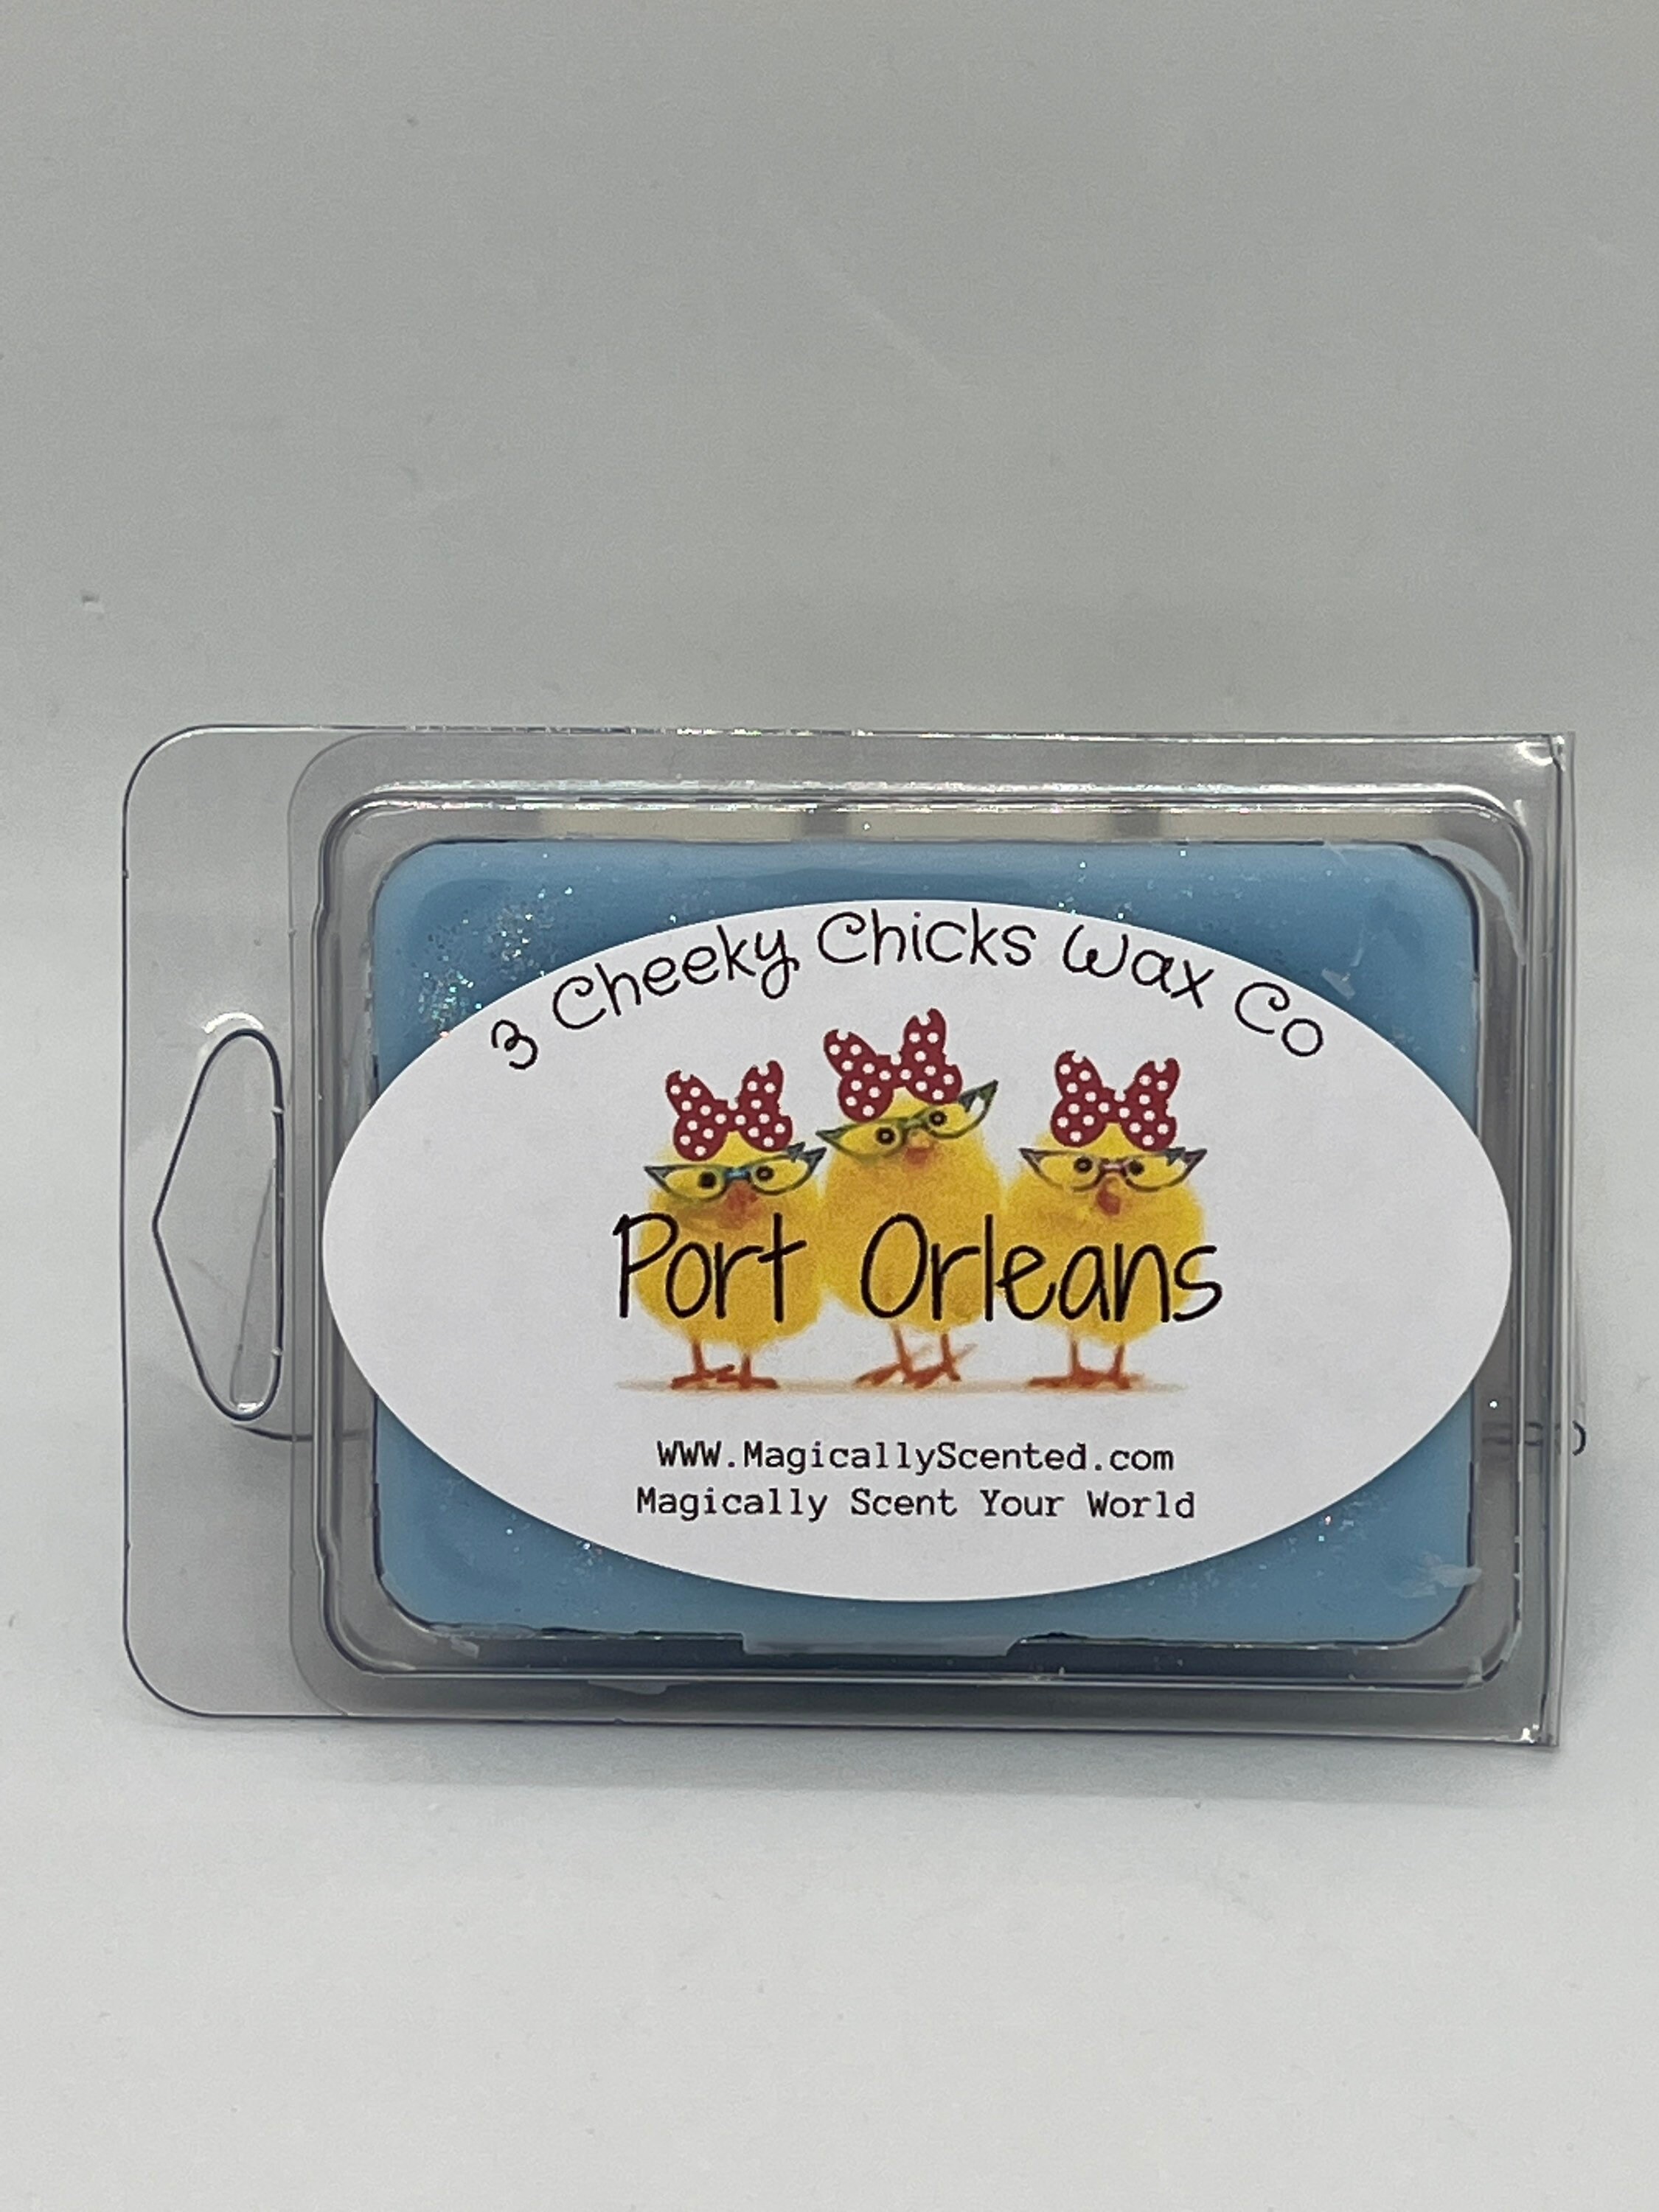 3 Cheeky Chicks Wax Co
Port Orleans
WWW.MagicallyScented.com
Magically Scent Your World